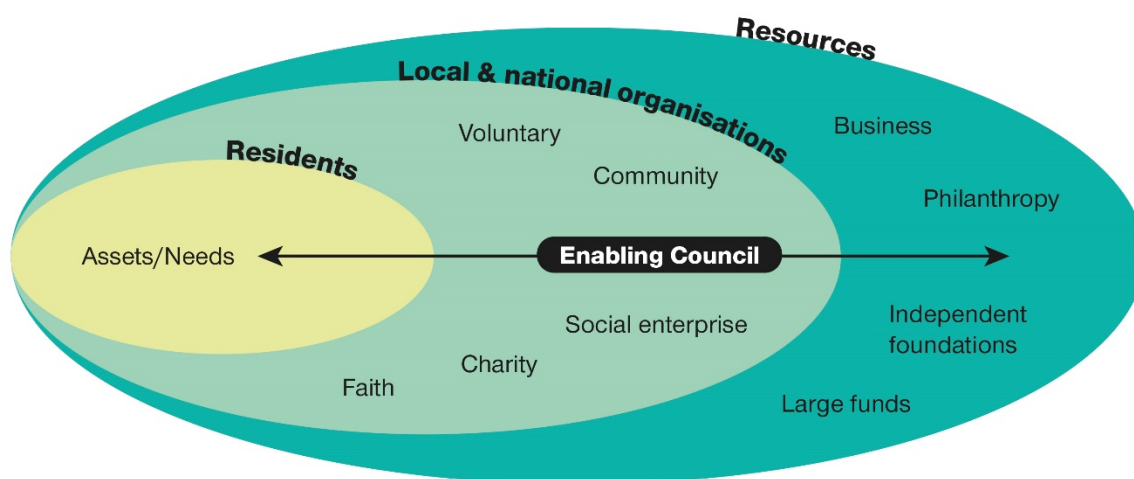 Resources
Local & national organisations
Business
Voluntary
Residents
Community
Philanthropy
Assets/Needs
Enabling Council
Independent
foundations
Social enterprise
Charity
Faith
Large funds